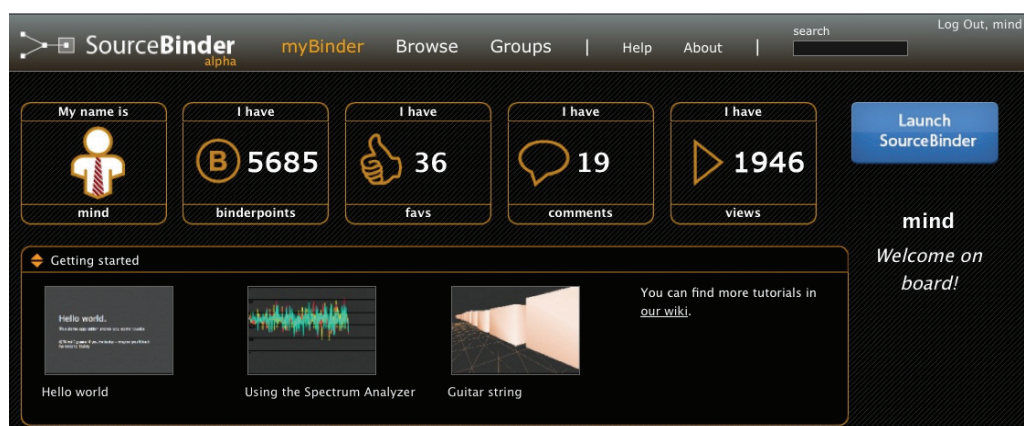 SourceBinder
alpha
myBinder Browse Groups | Help About |
search
Log Out, mind
My name is
mind
I have
B 5685
binderpoints
I have
36
favs
I have
19
comments
I have
1946
views
Launch
SourceBinder
mind
Welcome on
board!
Getting started
Hello world.
Hello world
Using the Spectrum Analyzer
Guitar string
You can find more tutorials in
our wiki.